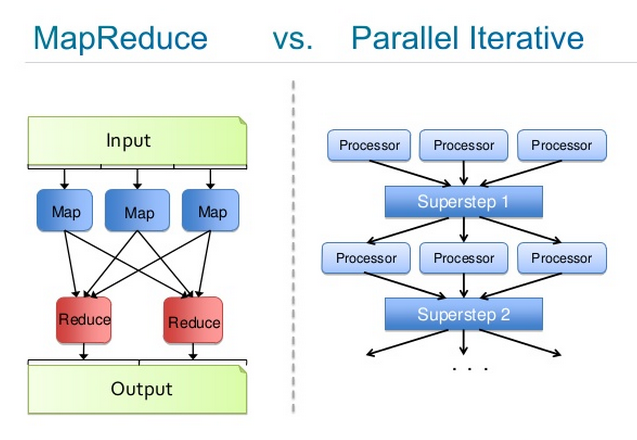 MapReduce vs. Parallel Iterative
Input
Map Map Map
Reduce Reduce
Output
Processor Processor Processor
Superstep 1
Processor Processor Processor
Superstep 2
. . .